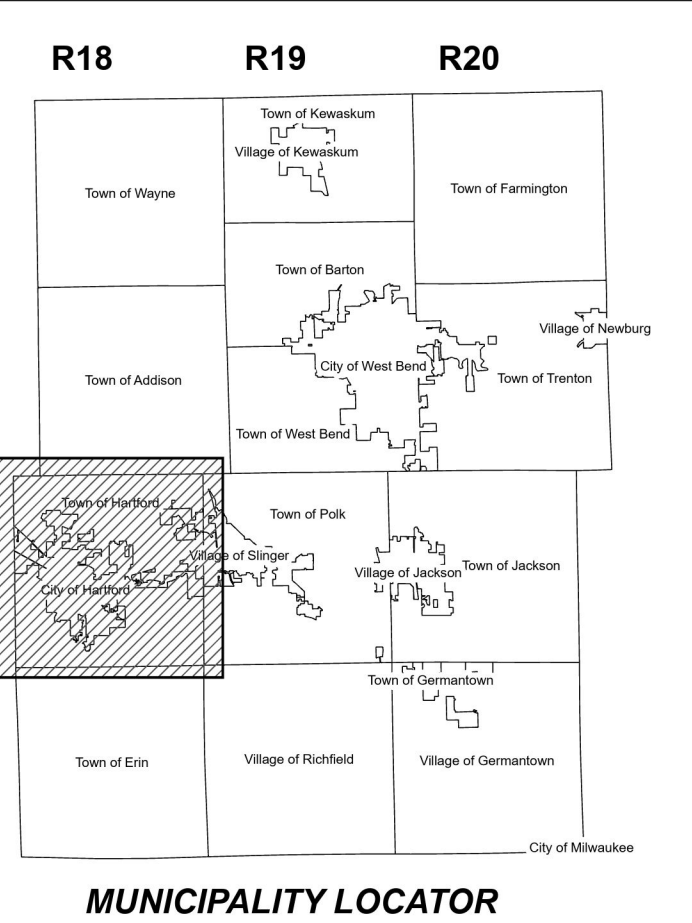 R18 R19 R20
Town of Kewaskum
Village of Kewaskum
Town of Wayne
Town of Farmington
Town of Barton
Village of Newburg
City of West Bend
Town of Addison
Town of Trenton
Town of West Bend
Town of Hartford
Town of Polk
Village of Slinger
Town of Jackson
Village of Jackson
City of Hartford
Town of Germantown
Town of Erin
Village of Richfield
Village of Germantown
City of Milwaukee
MUNICIPALITY LOCATOR